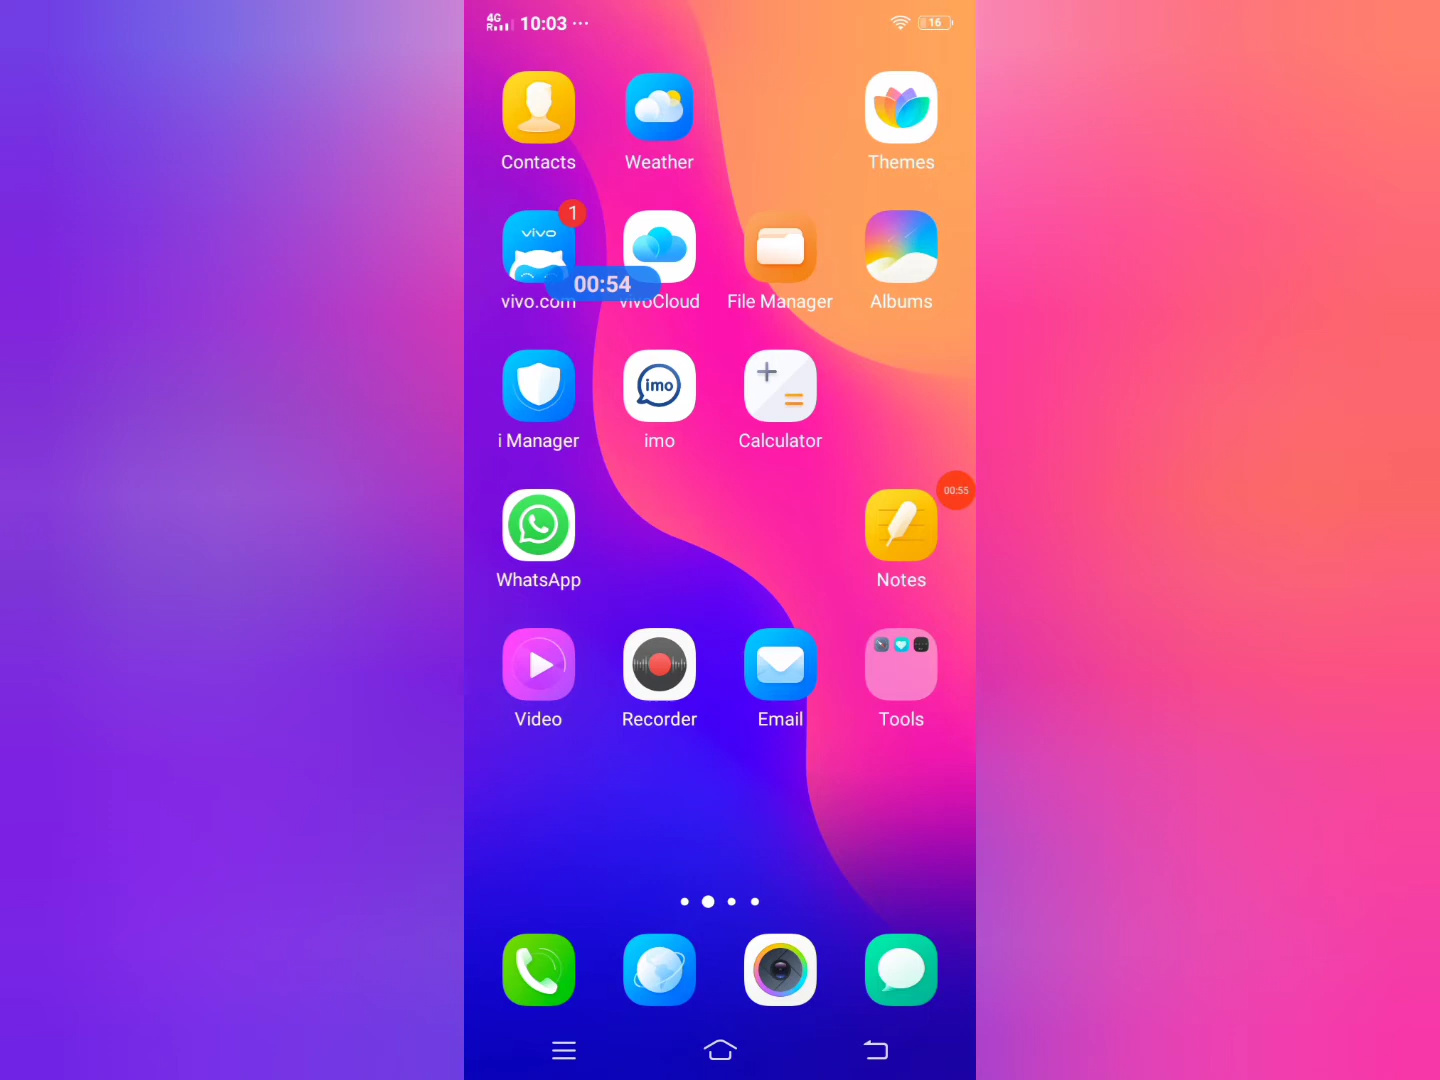 4G
R 10:03 ...
16
Contacts
Weather
Themes
vivo
1
00:54
vivo.com
vivoCloud
File Manager
Albums
imo
i Manager
imo
Calculator
00:55
WhatsApp
Notes
Video
Recorder
Email
Tools